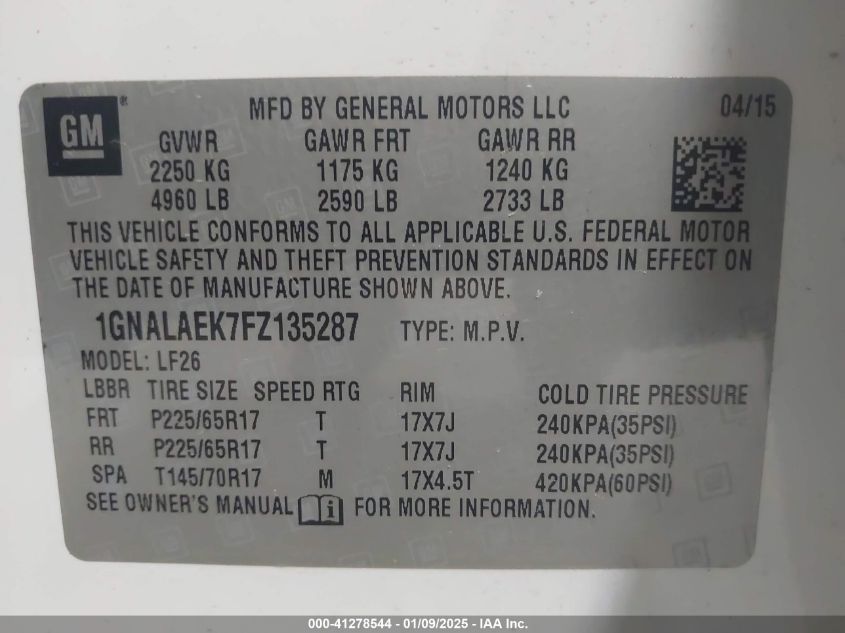 GM ® MFD BY GENERAL MOTORS LLC 04/15
GVWR GAWR FRT GAWR RR
2250 KG 1175 KG 1240 KG
4960 LB 2590 LB 2733 LB
THIS VEHICLE CONFORMS TO ALL APPLICABLE U.S. FEDERAL MOTOR
VEHICLE SAFETY AND THEFT PREVENTION STANDARDS IN EFFECT ON
THE DATE OF MANUFACTURE SHOWN ABOVE.
1GNALAEK7FZ135287 TYPE: M.P.V.
MODEL: LF26
LBBR TIRE SIZE SPEED RTG RIM COLD TIRE PRESSURE
FRT P225/65R17 T 17X7J 240KPA(35PSI)
RR P225/65R17 T 17X7J 240KPA(35PSI)
SPA T145/70R17 M 17X4.5T 420KPA(60PSI)
SEE OWNER'S MANUAL i FOR MORE INFORMATION.
000-41278544 - 01/09/2025 - IAA Inc.